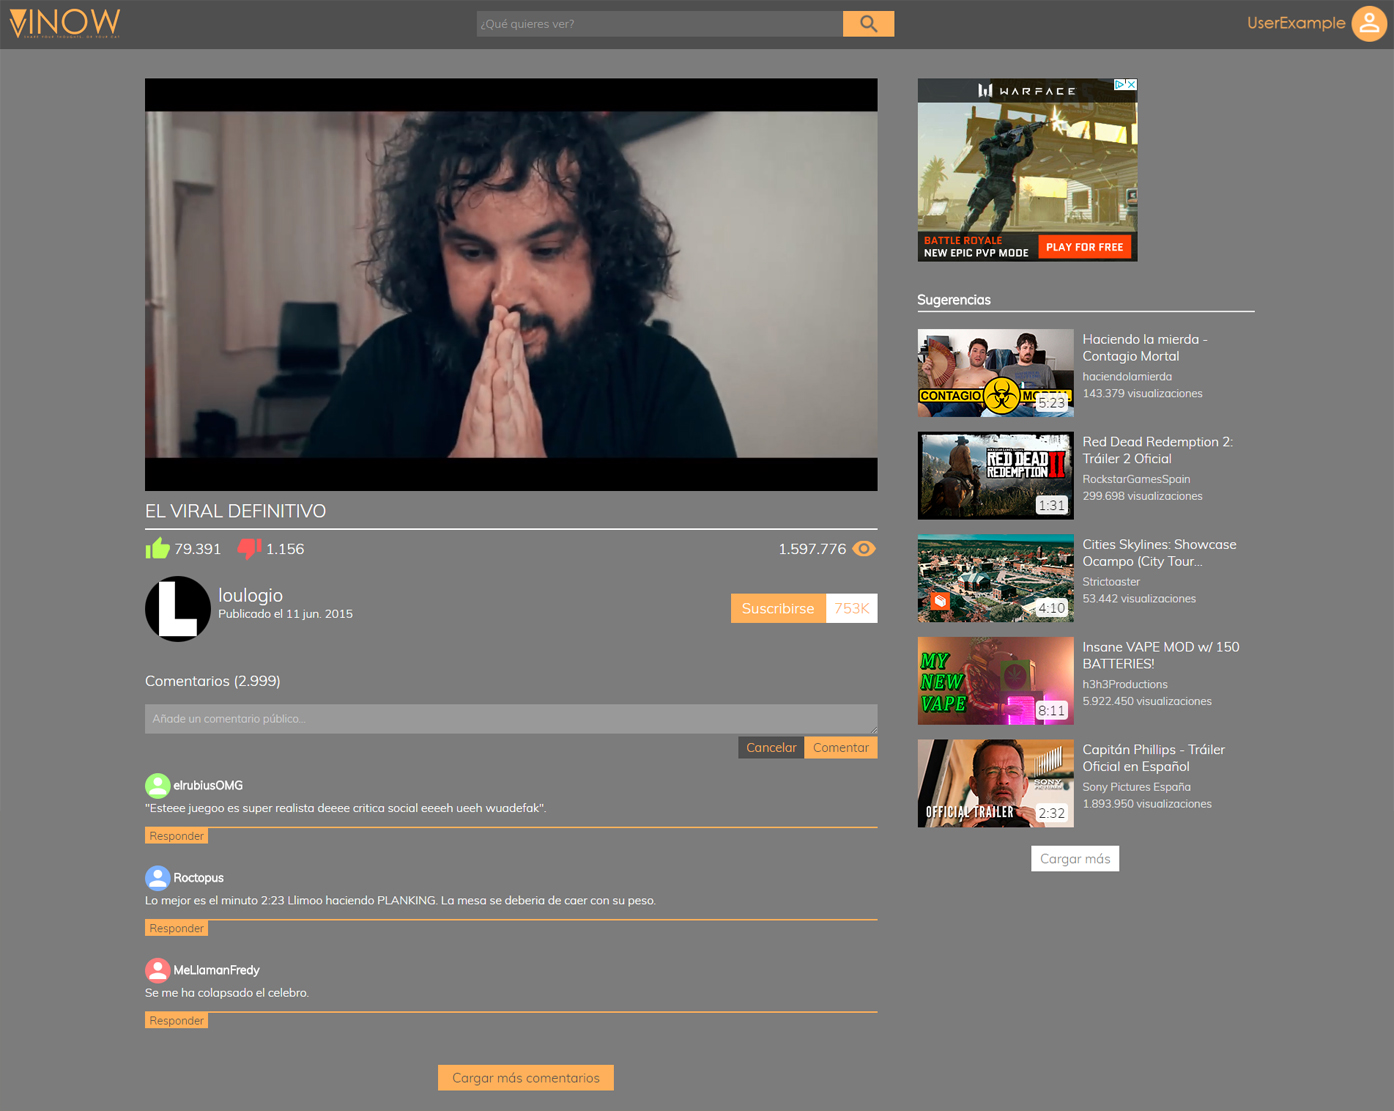 VINOW
SHARE YOUR THOUGHTS, OR YOUR CAT
¿Qué quieres ver?
UserExample
EL VIRAL DEFINITIVO
79.391
1.156
1.597.776
L
loulogio
Publicado el 11 jun. 2015
Suscribirse 753K
Comentarios (2.999)
Añade un comentario público...
Cancelar Comentar
elrubiusOMG
"Esteee juegoo es super realista deeee critica social eeeeh ueeh wuadefak".
Responder
Roctopus
Lo mejor es el minuto 2:23 Llimoo haciendo PLANKING. La mesa se deberia de caer con su peso.
Responder
MeLlamanFredy
Se me ha colapsado el celebro.
Responder
Cargar más comentarios
WARFACE
BATTLE ROYALE
NEW EPIC PVP MODE
PLAY FOR FREE
Sugerencias
CONTAGIO MORTAL
5:23
Haciendo la mierda -
Contagio Mortal
haciendolamierda
143.379 visualizaciones
RED DEAD
REDEMPTION II
1:31
Red Dead Redemption 2:
Tráiler 2 Oficial
RockstarGamesSpain
299.698 visualizaciones
4:10
Cities Skylines: Showcase
Ocampo (City Tour...
Strictoaster
53.442 visualizaciones
MY
NEW
VAPE
8:11
Insane VAPE MOD w/ 150
BATTERIES!
h3h3Productions
5.922.450 visualizaciones
SONY
PICTURES
OFFICIAL TRAILER
2:32
Capitán Phillips - Tráiler
Oficial en Español
Sony Pictures España
1.893.950 visualizaciones
Cargar más